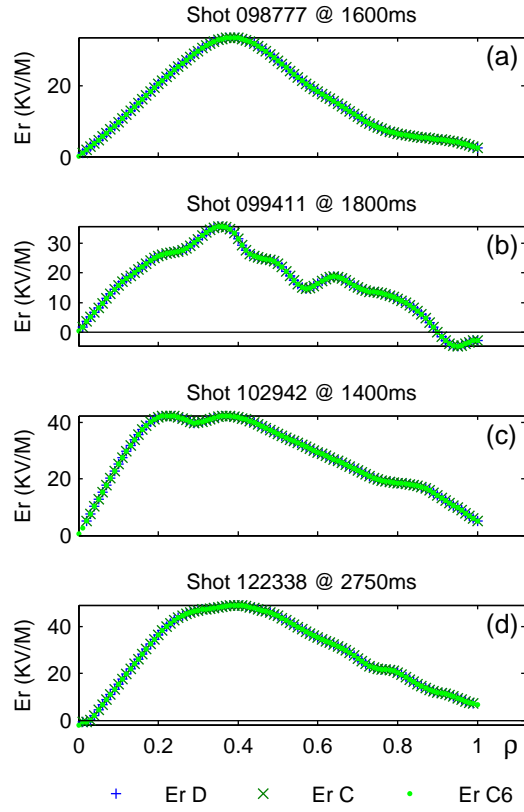 Shot 098777 @ 1600ms
(a)
Er (KV/M)
20
0
Shot 099411 @ 1800ms
(b)
Er (KV/M)
30
20
10
0
Shot 102942 @ 1400ms
(c)
Er (KV/M)
40
20
0
Shot 122338 @ 2750ms
(d)
Er (KV/M)
40
20
0
0 0.2 0.4 0.6 0.8 1 ρ
Er D Er C Er C6